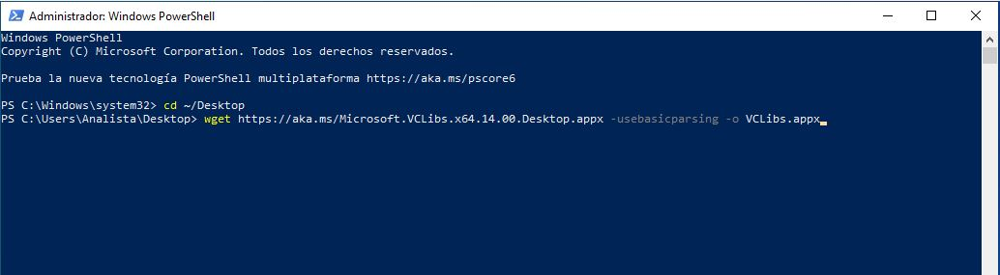 Administrador: Windows PowerShell
Windows PowerShell
Copyright (C) Microsoft Corporation. Todos los derechos reservados.
Prueba la nueva tecnología PowerShell multiplataforma https://aka.ms/pscore6
PS C:\Windows\system32> cd ~/Desktop
PS C:\Users\Analista\Desktop> wget https://aka.ms/Microsoft.VCLibs.x64.14.00.Desktop.appx -usebasicparsing -o VCLibs.appx